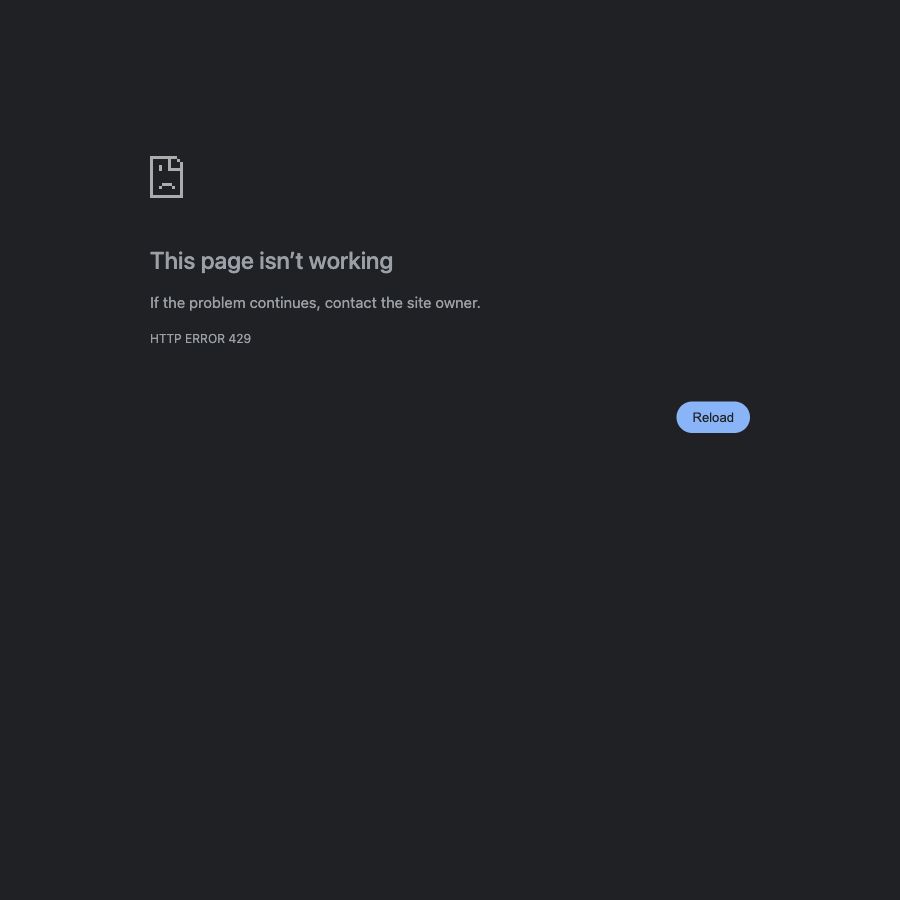 This page isn’t working
If the problem continues, contact the site owner.
HTTP ERROR 429
Reload